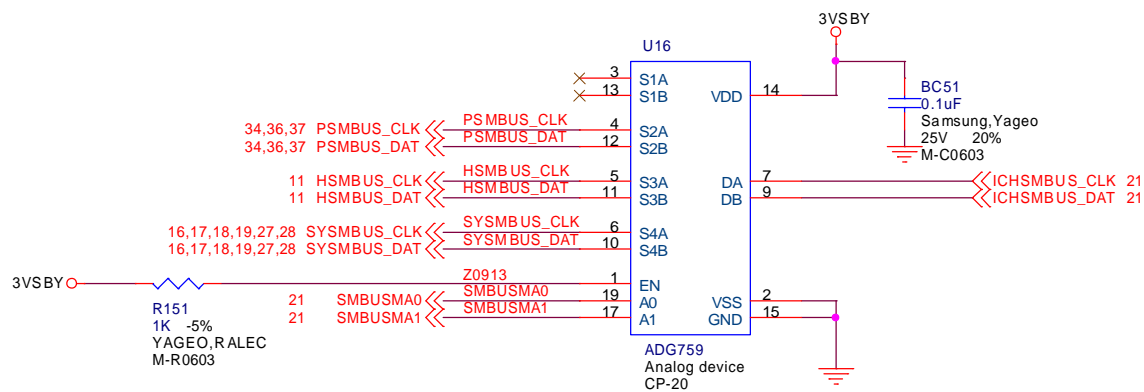 3VSBY
U16
3 S1A
13 S1B
VDD 14
BC51
0.1uF
Samsung,Yageo
25V 20%
M-C0603
34,36,37 PSMBUS_CLK PSMBUS_CLK 4 S2A
34,36,37 PSMBUS_DAT PSMBUS_DAT 12 S2B
11 HSMBUS_CLK HSMBUS_CLK 5 S3A DA 7 ICHSMBUS_CLK 21
11 HSMBUS_DAT HSMBUS_DAT 11 S3B DB 9 ICHSMBUS_DAT 21
16,17,18,19,27,28 SYSMBUS_CLK SYSMBUS_CLK 6 S4A
16,17,18,19,27,28 SYSMBUS_DAT SYSMBUS_DAT 10 S4B
3VSBY Z0913 1 EN
21 SMBUSMA0 SMBUSMA0 19 A0 VSS 2
21 SMBUSMA1 SMBUSMA1 17 A1 GND 15
R151
1K -5%
YAGEO,RALEC
M-R0603
ADG759
Analog device
CP-20